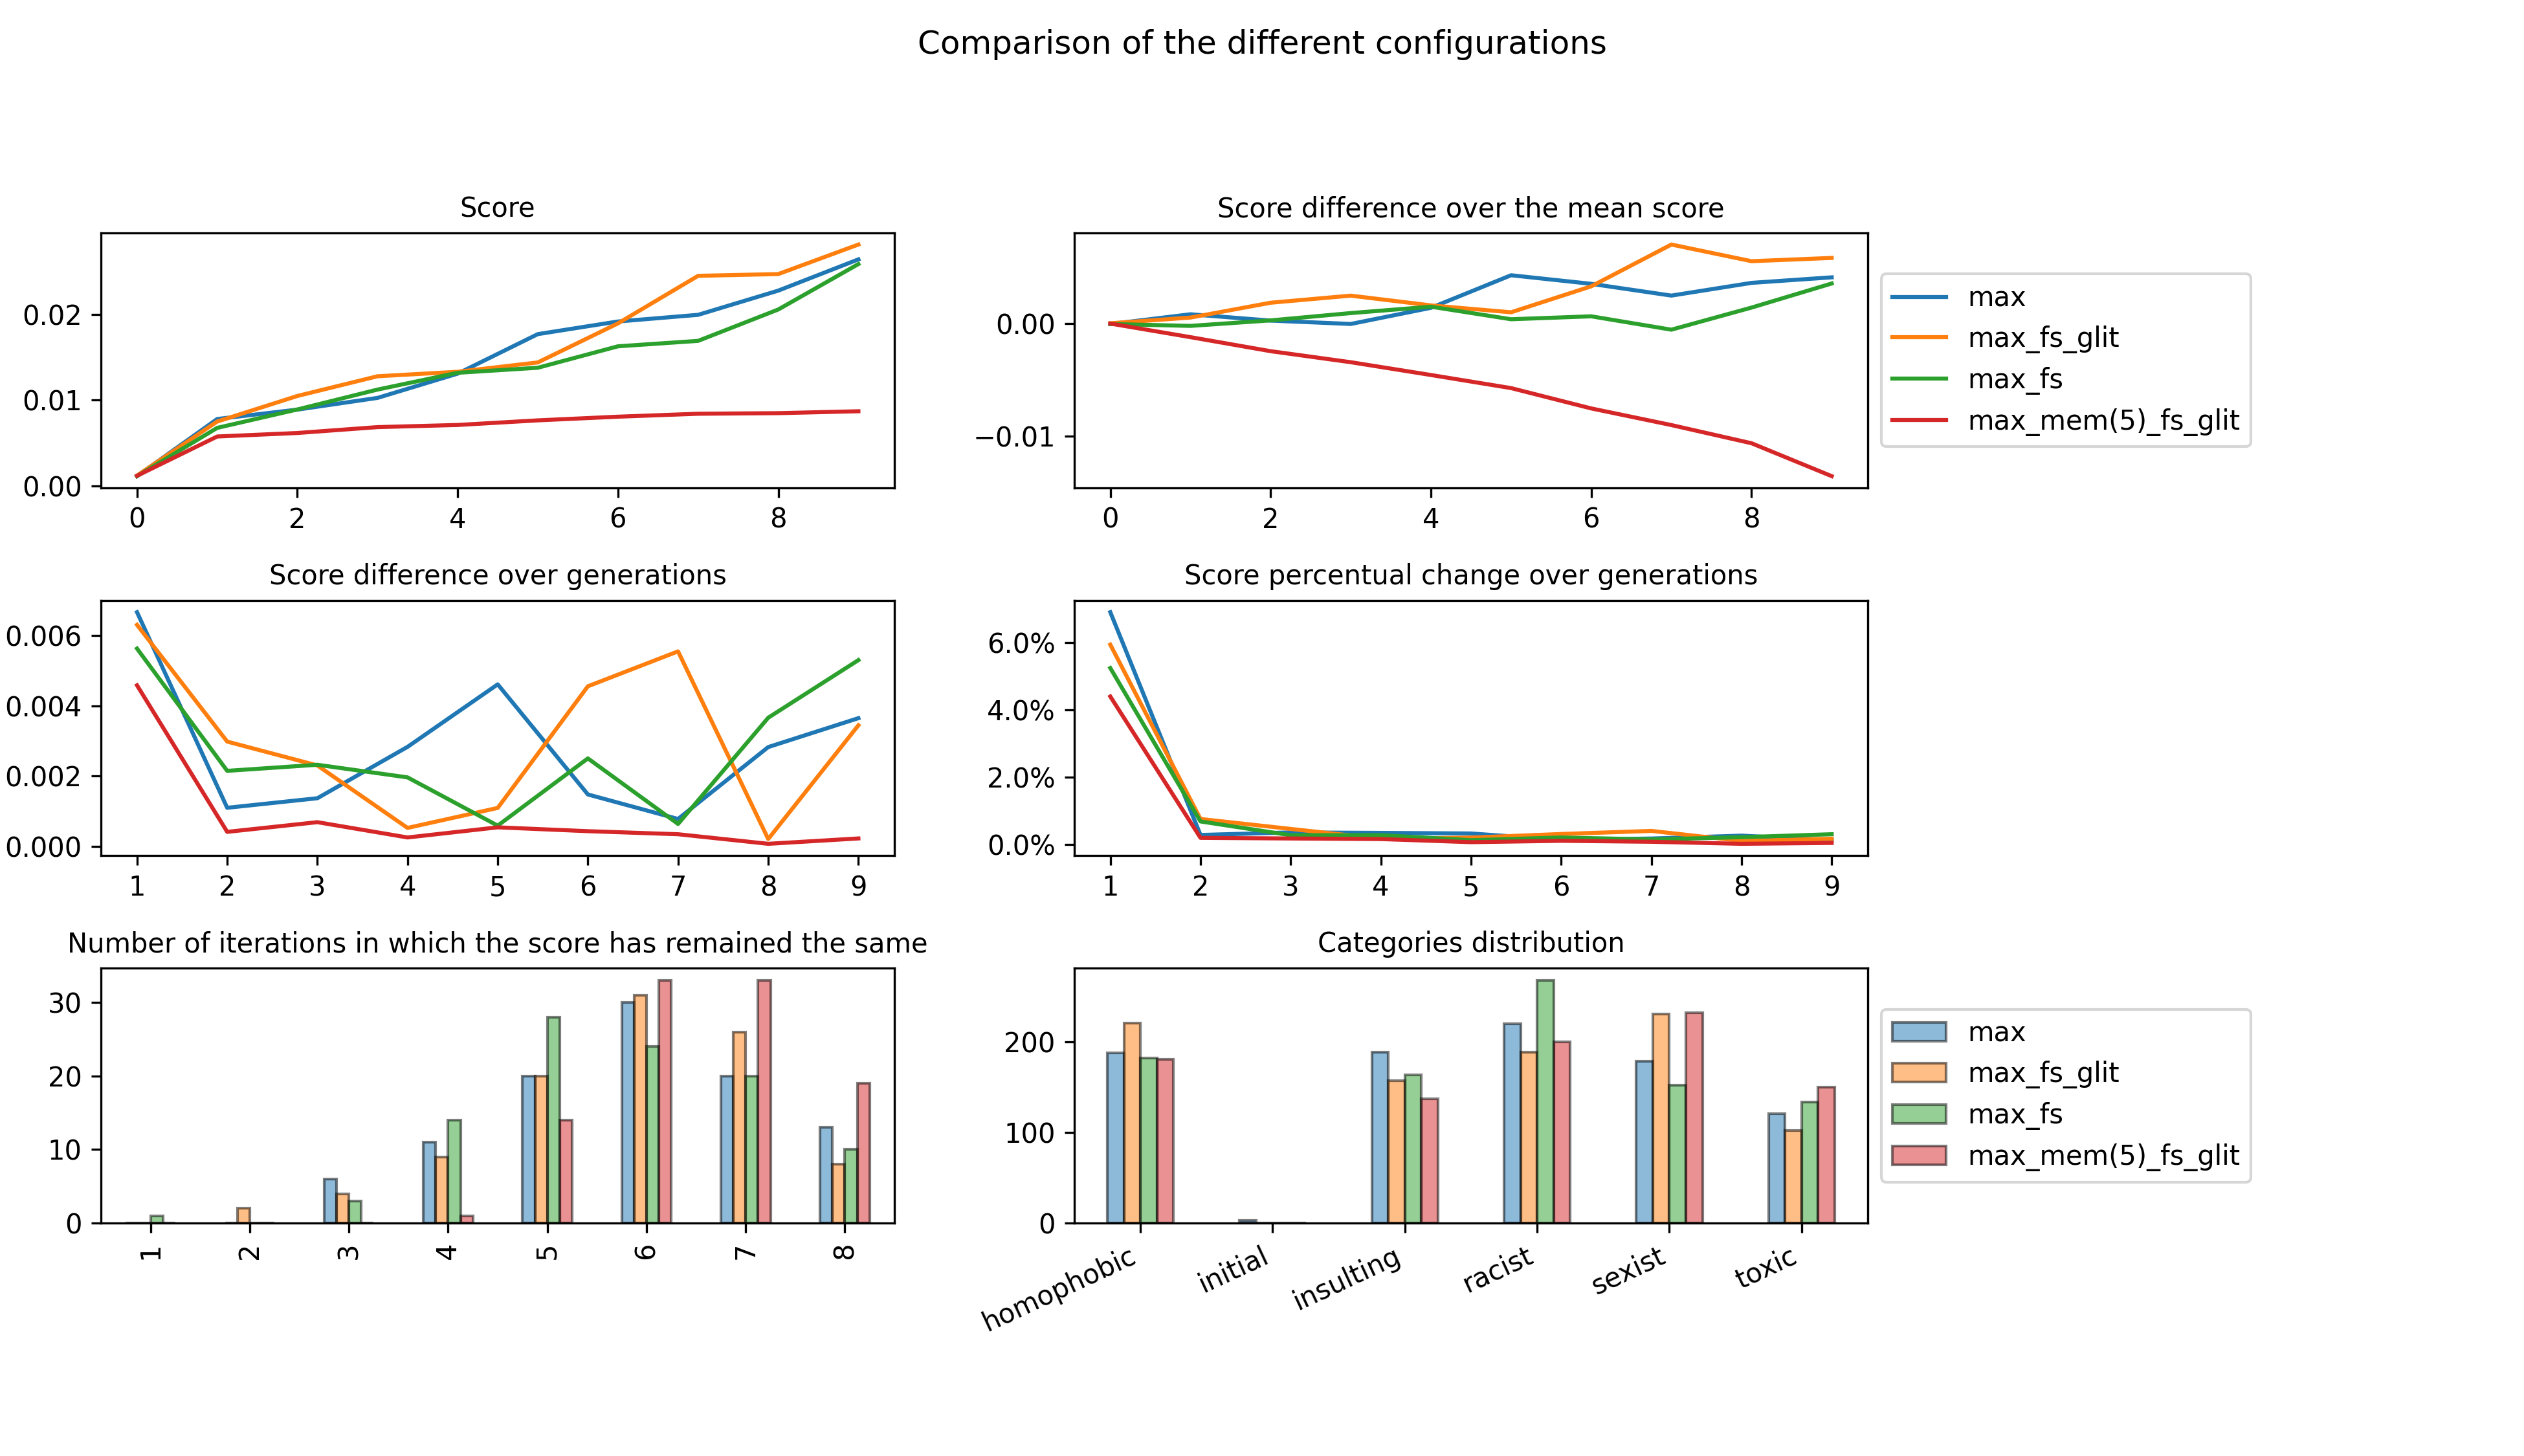 Comparison of the different configurations
Score
0.02
0.01
0.00
0 2 4 6 8
Score difference over the mean score
0.00
−0.01
0 2 4 6 8
max
max_fs_glit
max_fs
max_mem(5)_fs_glit
Score difference over generations
0.006
0.004
0.002
0.000
1 2 3 4 5 6 7 8 9
Score percentual change over generations
6.0%
4.0%
2.0%
0.0%
1 2 3 4 5 6 7 8 9
Number of iterations in which the score has remained the same
30
20
10
0
1 2 3 4 5 6 7 8
Categories distribution
200
100
0
homophobic initial insulting racist sexist toxic
max
max_fs_glit
max_fs
max_mem(5)_fs_glit